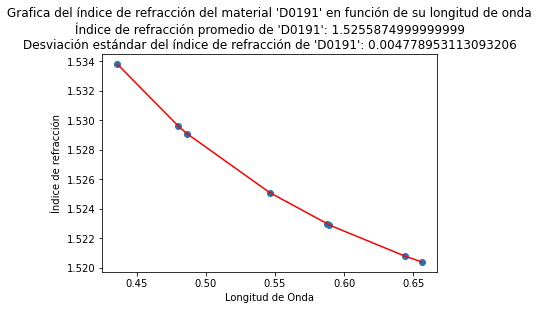 Grafica del índice de refracción del material 'D0191' en función de su longitud de onda
Índice de refracción promedio de 'D0191': 1.5255874999999999
Desviación estándar del índice de refracción de 'D0191': 0.004778953113093206
1.534
1.532
1.530
1.528
1.526
1.524
1.522
1.520
Índice de refracción
0.45
0.50
0.55
0.60
0.65
Longitud de Onda